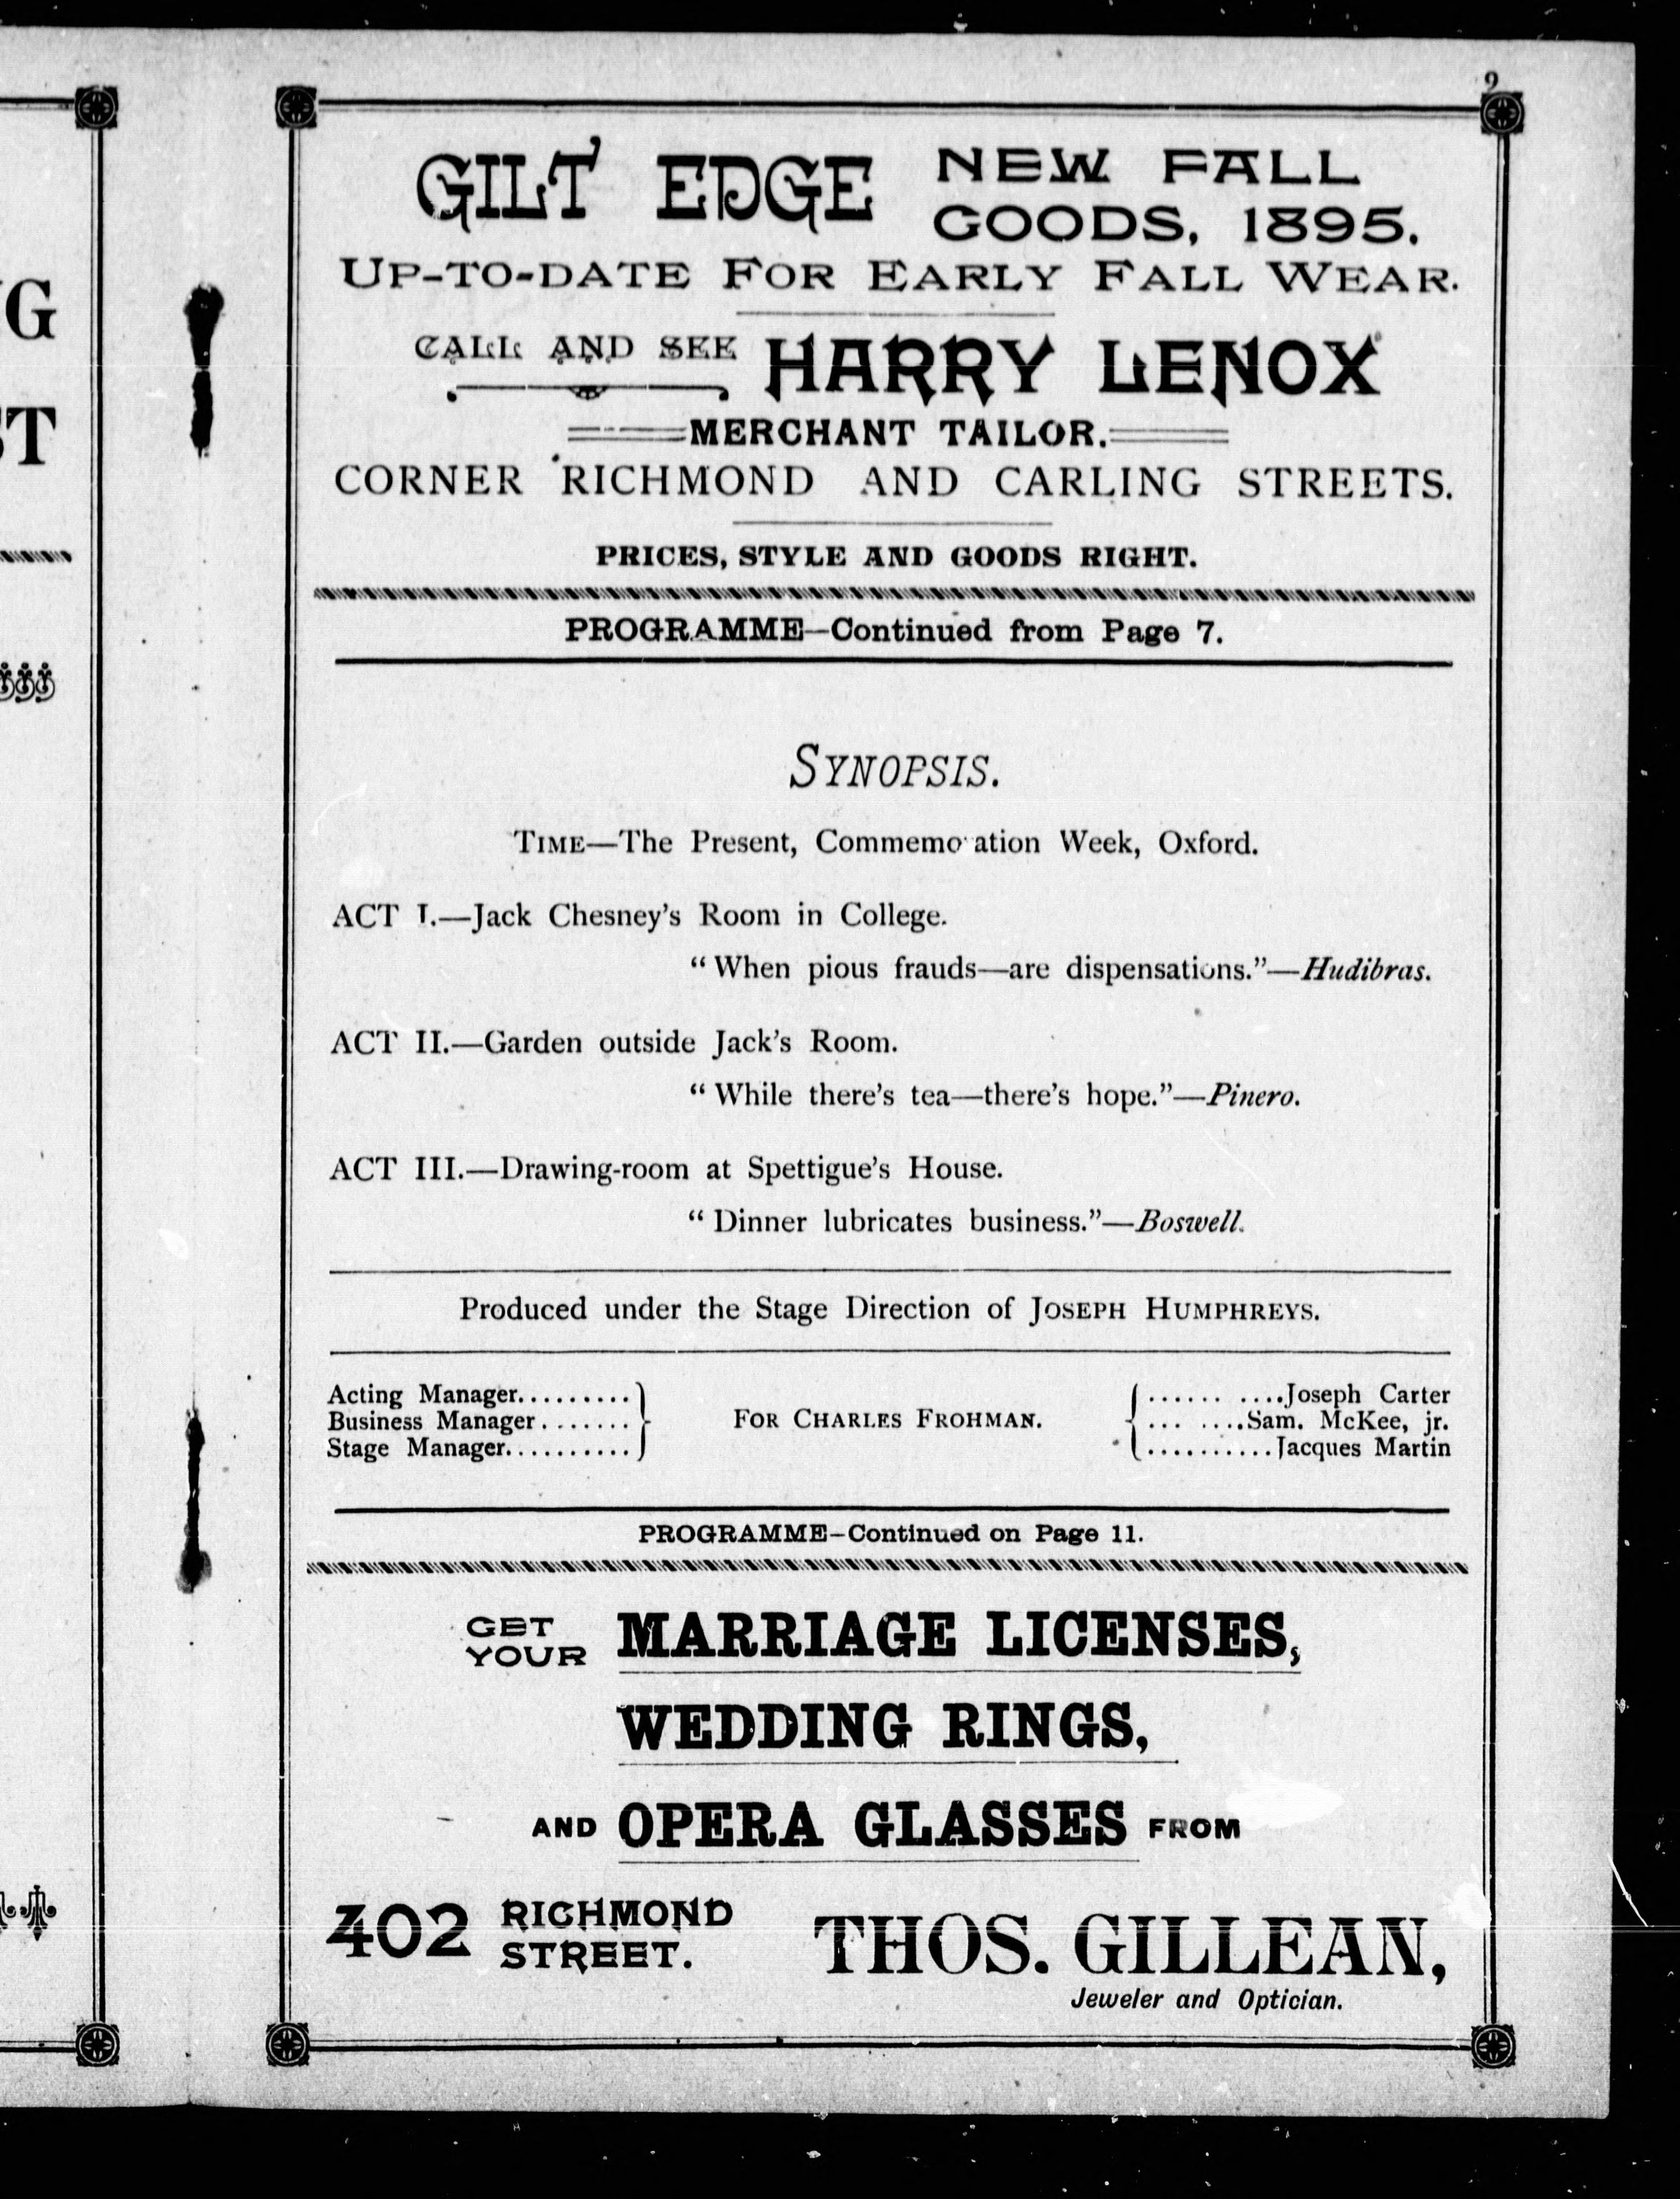 9
GILT EDGE NEW FALL
GOODS, 1895.
UP-TO-DATE FOR EARLY FALL WEAR.
CALL AND SEE HARRY LENOX
MERCHANT TAILOR.
CORNER RICHMOND AND CARLING STREETS.
PRICES, STYLE AND GOODS RIGHT.
PROGRAMME—Continued from Page 7.
SYNOPSIS.
TIME—The Present, Commemo ation Week, Oxford.
ACT I.—Jack Chesney's Room in College.
"When pious frauds—are dispensations."—Hudibras.
ACT II.—Garden outside Jack's Room.
"While there's tea—there's hope."—Pinero.
ACT III.—Drawing-room at Spettigue's House.
"Dinner lubricates business."—Boswell.
Produced under the Stage Direction of JOSEPH HUMPHREYS.
Acting Manager......... } FOR CHARLES FROHMAN. { ...... ....Joseph Carter
Business Manager....... } { ... ....Sam. McKee, jr.
Stage Manager.......... } { ..........Jacques Martin
PROGRAMME—Continued on Page 11.
GET
YOUR MARRIAGE LICENSES,
WEDDING RINGS,
AND OPERA GLASSES FROM
402 RICHMOND
STREET. THOS. GILLEAN,
Jeweler and Optician.
G
ST